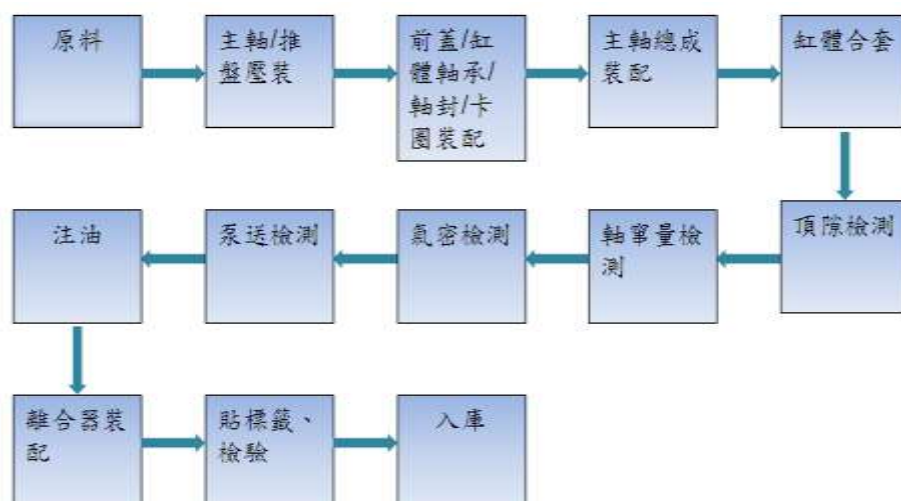 原料
主軸/推
盤壓裝
前蓋/缸
體軸承/
軸封/卡
圈裝配
主軸總成
裝配
缸體合套
頂隙檢測
軸窜量檢
測
氣密檢測
泵送檢測
注油
離合器裝
配
貼標籤、
檢驗
入庫